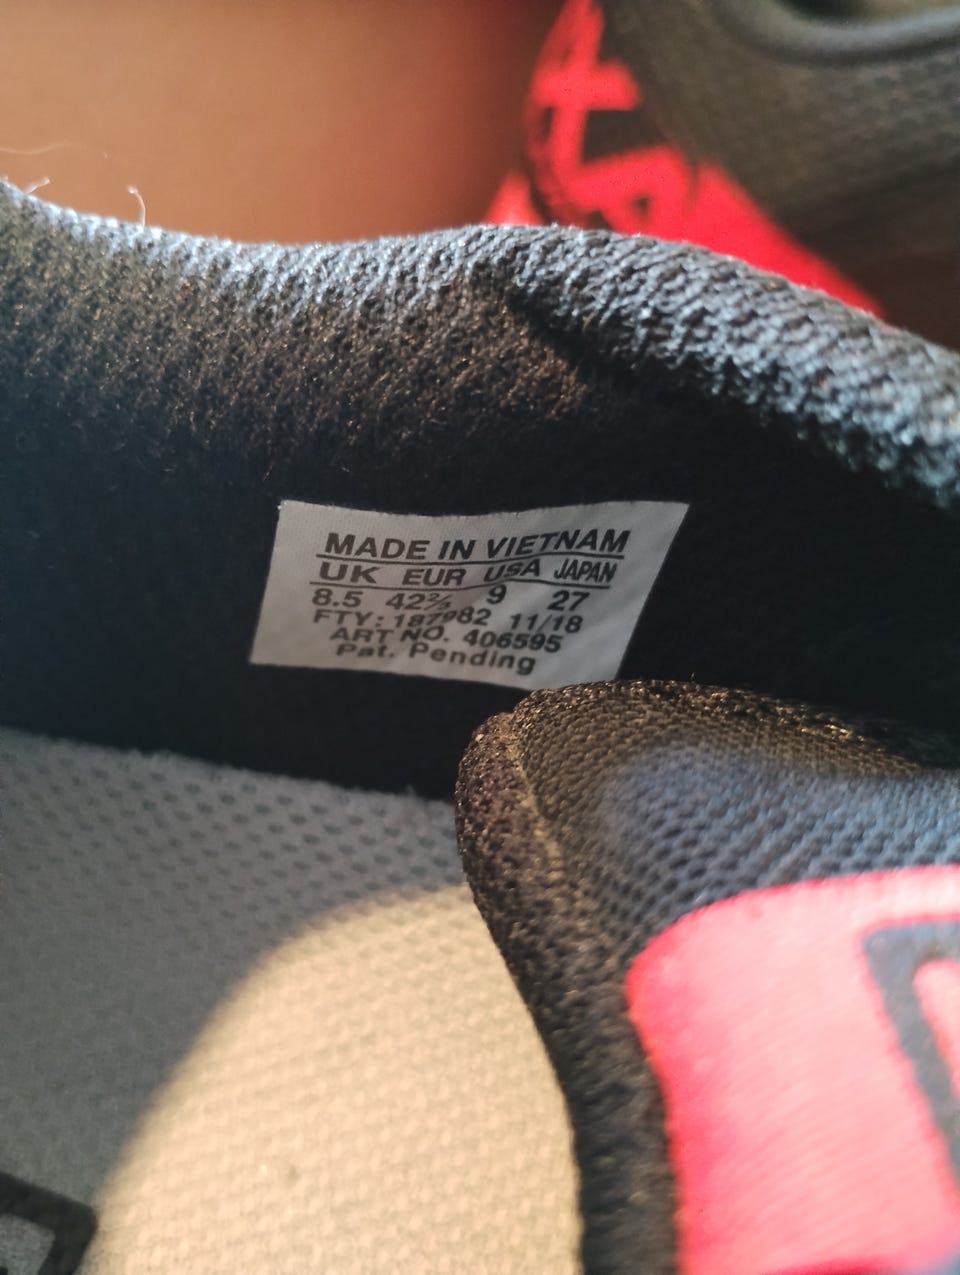 MADE IN VIETNAM
UK EUR USA JAPAN
8.5 42⅔ 9 27
FTY: 187982 11/18
ART NO. 406595
Pat. Pending